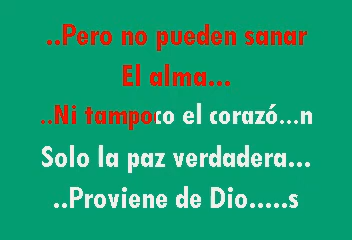 ..Pero no pueden sanar
El alma...
..Ni tampoco el corazó...n
Solo la paz verdadera...
..Proviene de Dio.....s